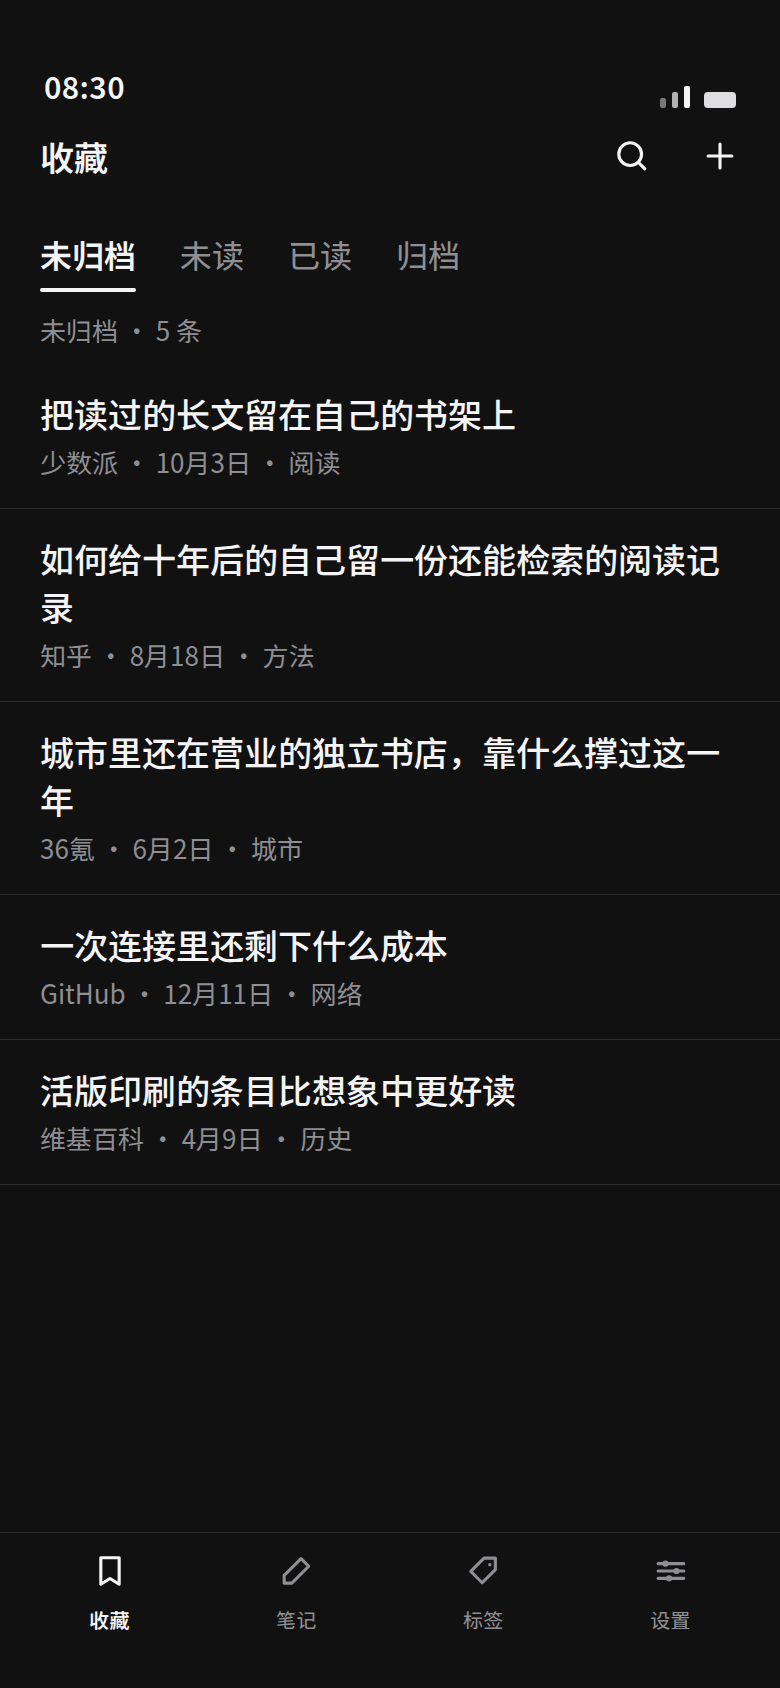 08:30
收藏
未归档 未读 已读 归档
未归档 · 5 条
把读过的长文留在自己的书架上
少数派 · 10月3日 · 阅读
如何给十年后的自己留一份还能检索的阅读记
录
知乎 · 8月18日 · 方法
城市里还在营业的独立书店，靠什么撑过这一
年
36氪 · 6月2日 · 城市
一次连接里还剩下什么成本
GitHub · 12月11日 · 网络
活版印刷的条目比想象中更好读
维基百科 · 4月9日 · 历史
收藏 笔记 标签 设置